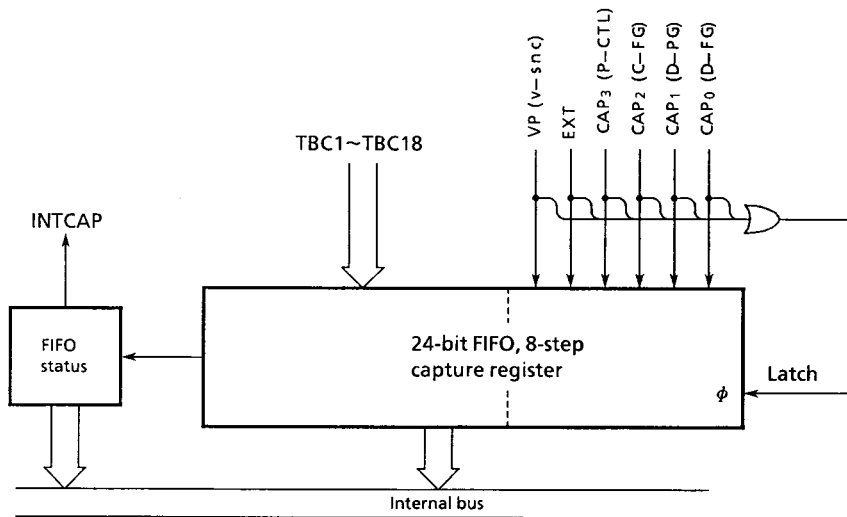 VP (v–snc)
EXT
CAP3 (P–CTL)
CAP2 (C–FG)
CAP1 (D–PG)
CAP0 (D–FG)
TBC1~TBC18
INTCAP
FIFO
status
24-bit FIFO, 8-step
capture register
Latch
ϕ
Internal bus